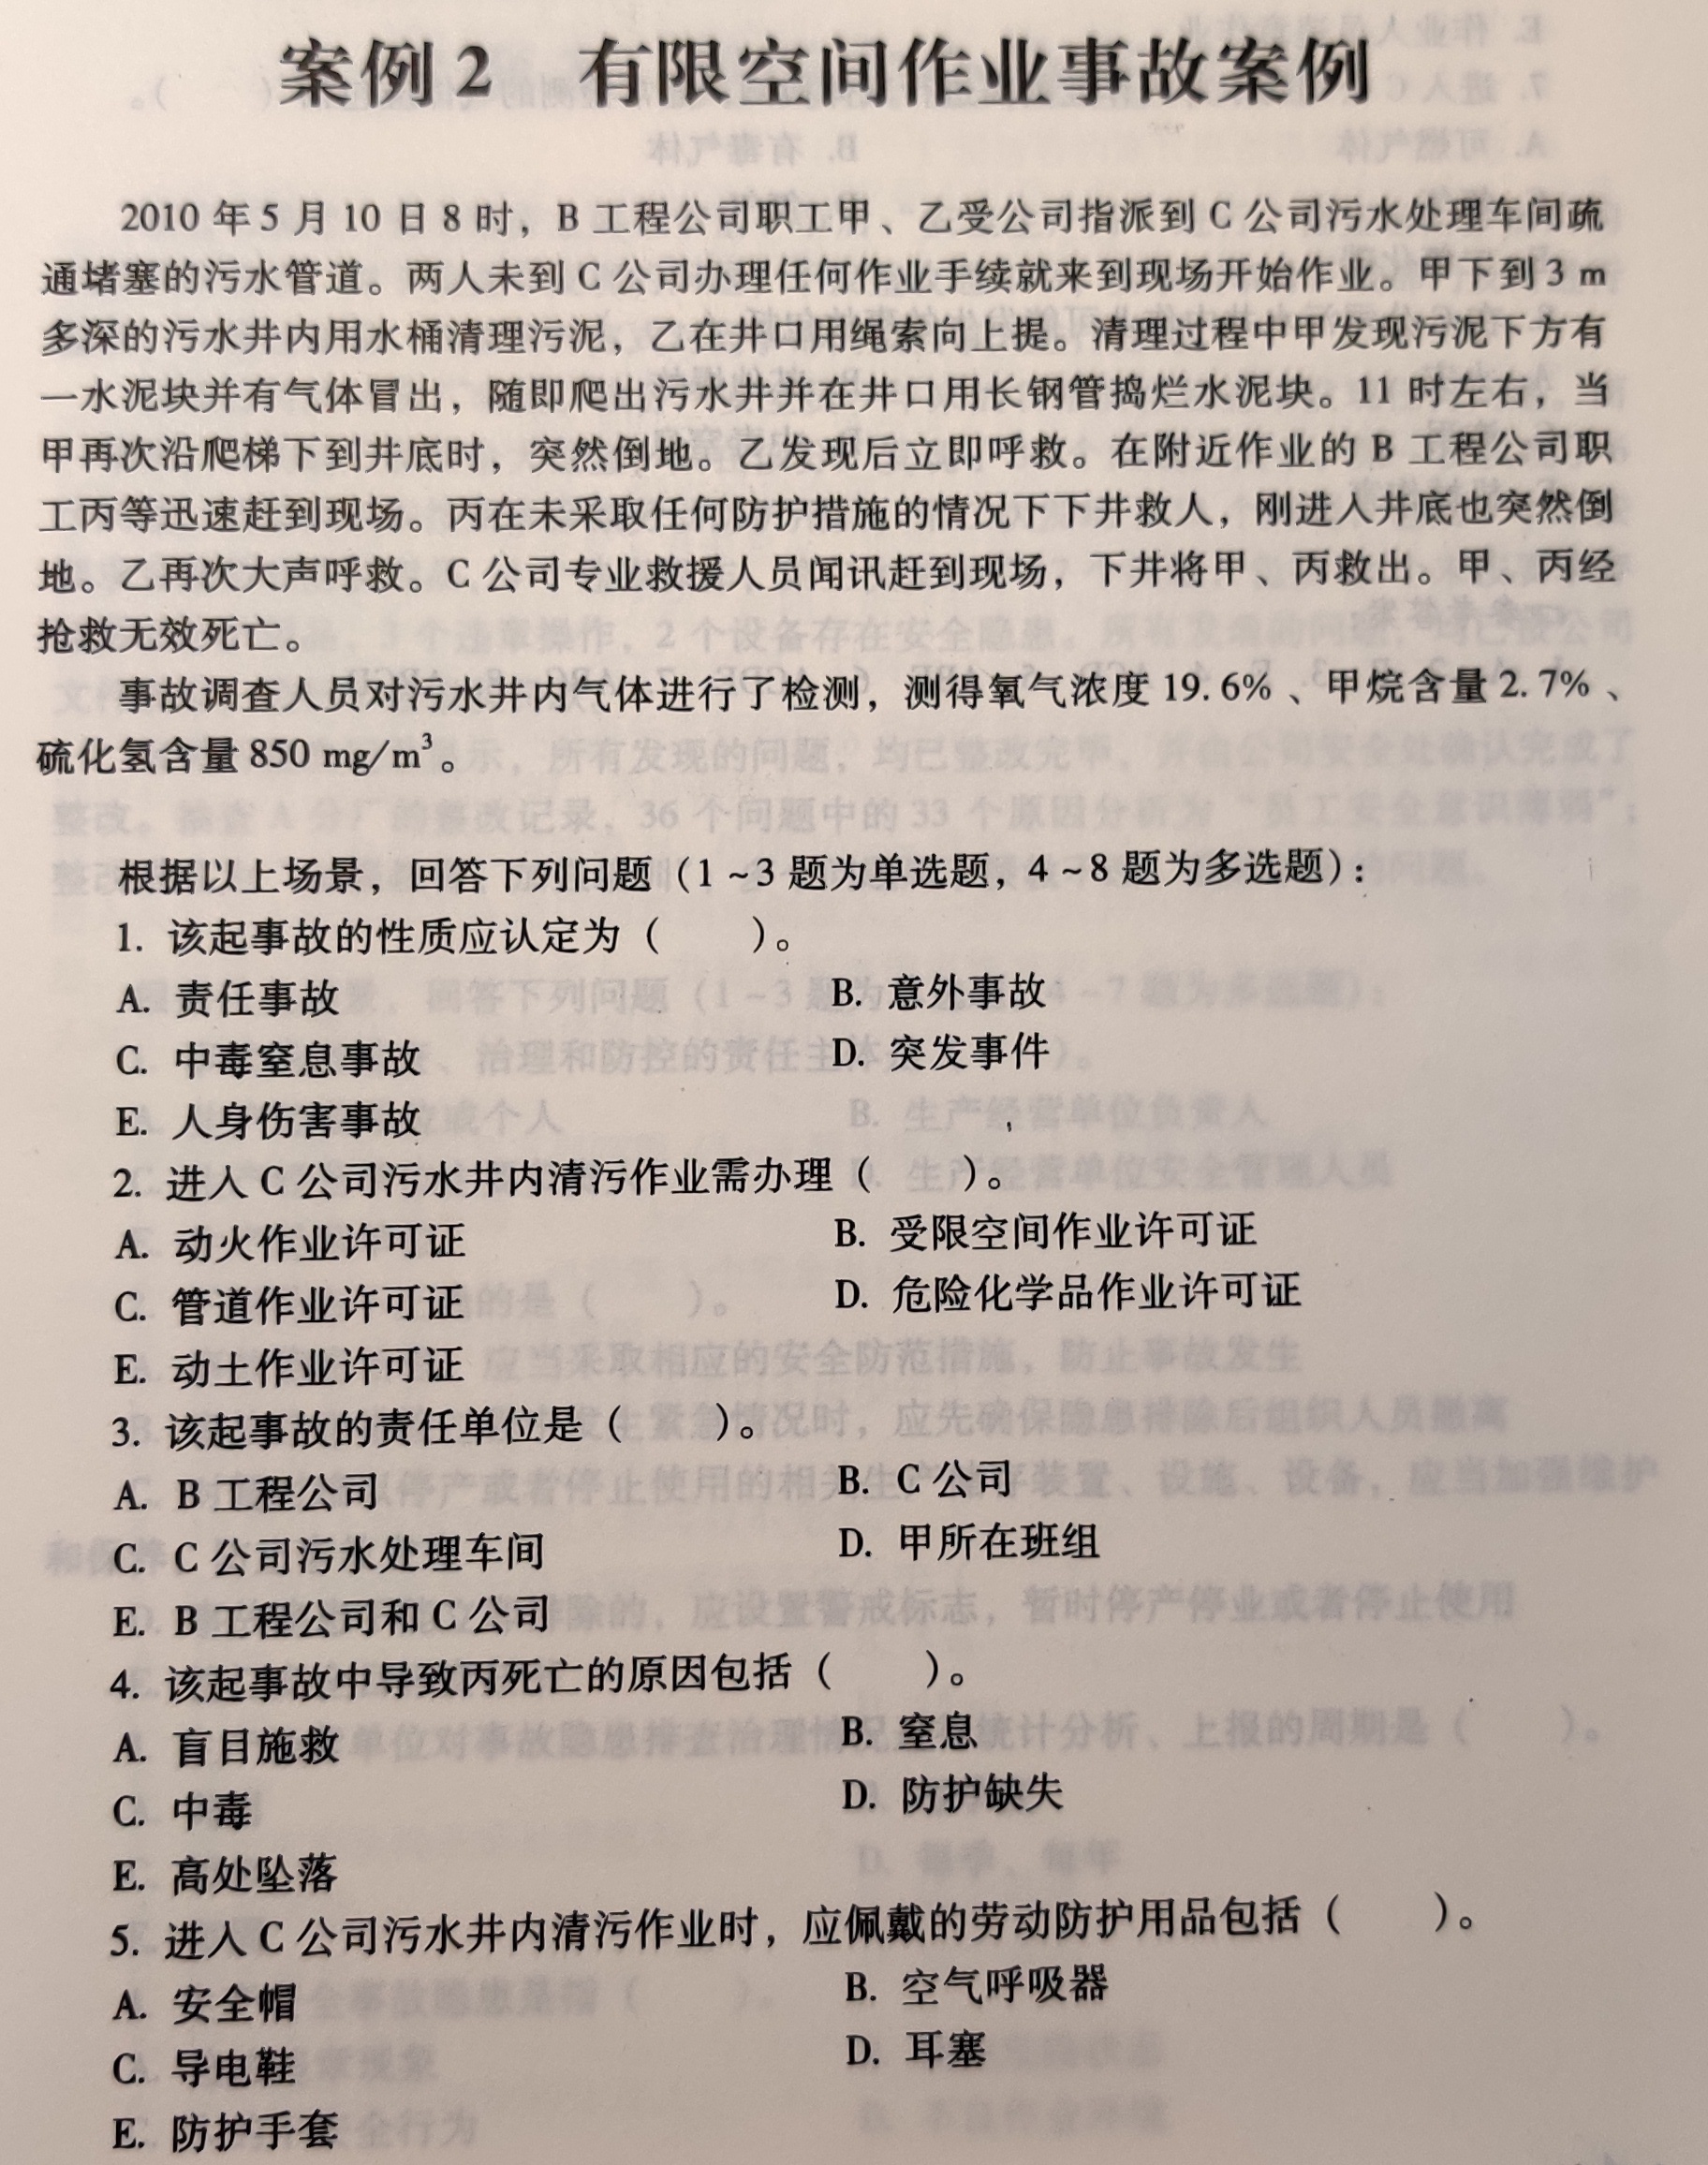 案例2 有限空间作业事故案例
2010年5月10日8时，B工程公司职工甲、乙受公司指派到C公司污水处理车间疏
通堵塞的污水管道。两人未到C公司办理任何作业手续就来到现场开始作业。甲下到3 m
多深的污水井内用水桶清理污泥，乙在井口用绳索向上提。清理过程中甲发现污泥下方有
一水泥块并有气体冒出，随即爬出污水井并在井口用长钢管捣烂水泥块。11时左右，当
甲再次沿爬梯下到井底时，突然倒地。乙发现后立即呼救。在附近作业的B工程公司职
工丙等迅速赶到现场。丙在未采取任何防护措施的情况下下井救人，刚进入井底也突然倒
地。乙再次大声呼救。C公司专业救援人员闻讯赶到现场，下井将甲、丙救出。甲、丙经
抢救无效死亡。
事故调查人员对污水井内气体进行了检测，测得氧气浓度19.6%、甲烷含量2.7%、
硫化氢含量850 mg/m³。
根据以上场景，回答下列问题（1~3题为单选题，4~8题为多选题）：
1. 该起事故的性质应认定为（　　）。
A. 责任事故 B. 意外事故
C. 中毒窒息事故 D. 突发事件
E. 人身伤害事故
2. 进入C公司污水井内清污作业需办理（　　）。
A. 动火作业许可证 B. 受限空间作业许可证
C. 管道作业许可证 D. 危险化学品作业许可证
E. 动土作业许可证
3. 该起事故的责任单位是（　　）。
A. B工程公司 B. C公司
C. C公司污水处理车间 D. 甲所在班组
E. B工程公司和C公司
4. 该起事故中导致丙死亡的原因包括（　　）。
A. 盲目施救 B. 窒息
C. 中毒 D. 防护缺失
E. 高处坠落
5. 进入C公司污水井内清污作业时，应佩戴的劳动防护用品包括（　　）。
A. 安全帽 B. 空气呼吸器
C. 导电鞋 D. 耳塞
E. 防护手套